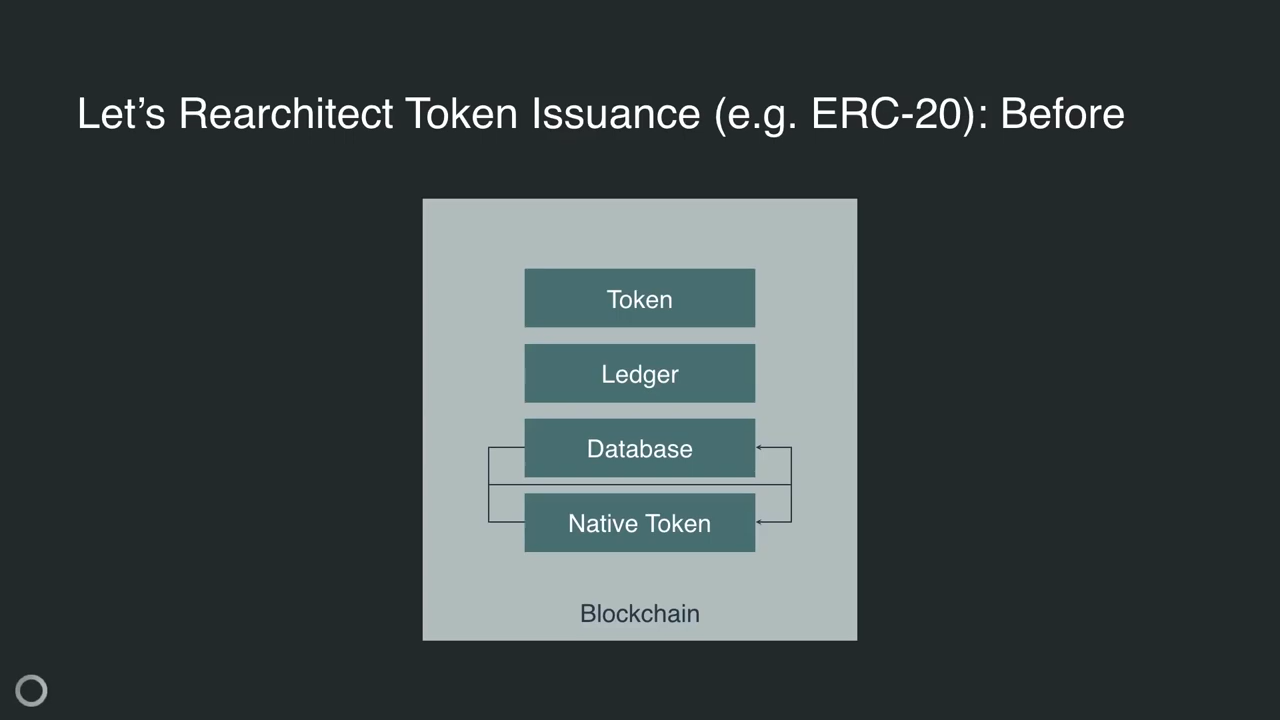 Let’s Rearchitect Token Issuance (e.g. ERC-20): Before
Token
Ledger
Database
Native Token
Blockchain